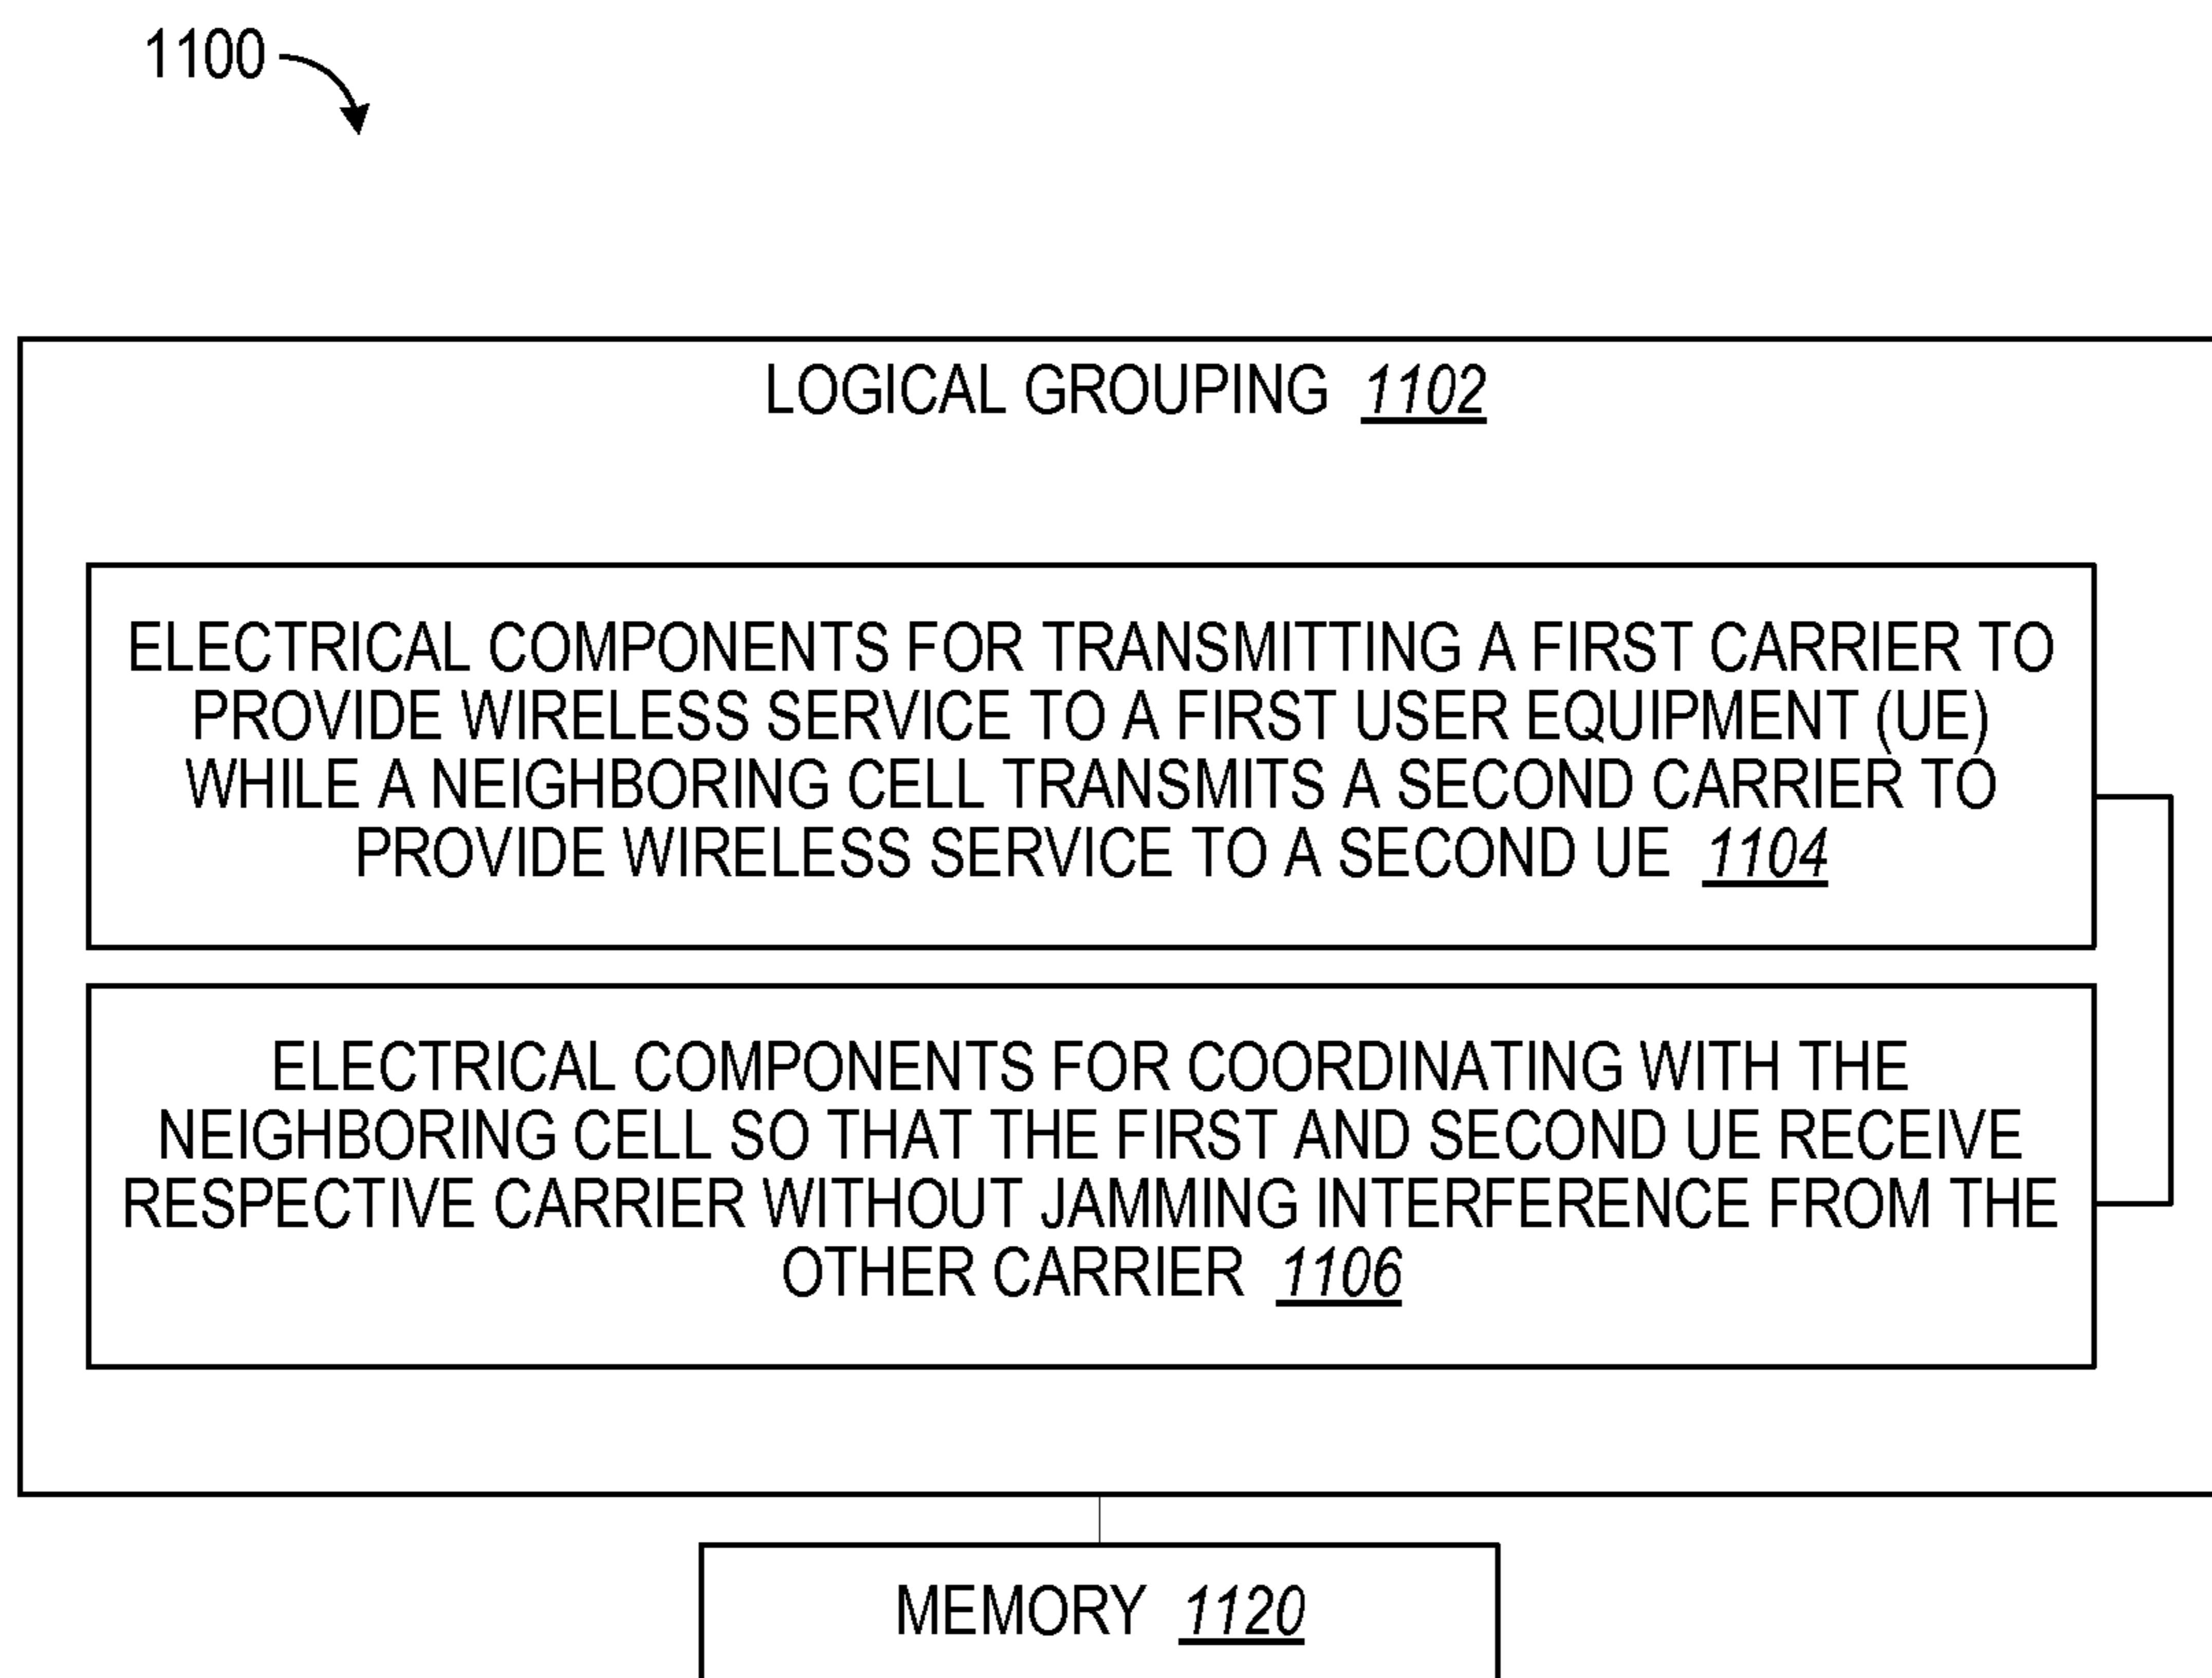 1100
LOGICAL GROUPING 1102
ELECTRICAL COMPONENTS FOR TRANSMITTING A FIRST CARRIER TO
PROVIDE WIRELESS SERVICE TO A FIRST USER EQUIPMENT (UE)
WHILE A NEIGHBORING CELL TRANSMITS A SECOND CARRIER TO
PROVIDE WIRELESS SERVICE TO A SECOND UE 1104
ELECTRICAL COMPONENTS FOR COORDINATING WITH THE
NEIGHBORING CELL SO THAT THE FIRST AND SECOND UE RECEIVE
RESPECTIVE CARRIER WITHOUT JAMMING INTERFERENCE FROM THE
OTHER CARRIER 1106
MEMORY 1120